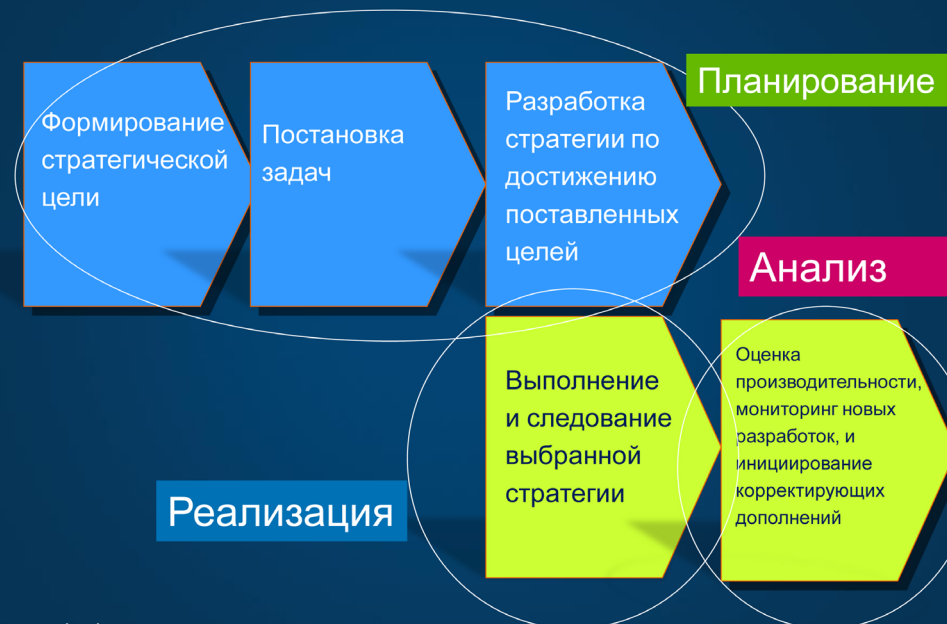 Формирование
стратегической
цели
Постановка
задач
Разработка
стратегии по
достижению
поставленных
целей
Планирование
Анализ
Выполнение
и следование
выбранной
стратегии
Оценка
производительности,
мониторинг новых
разработок, и
инициирование
корректирующих
дополнений
Реализация